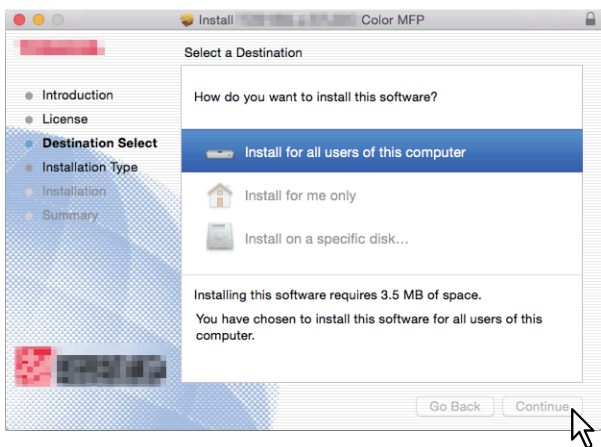 Install Color MFP
Select a Destination
Introduction
License
Destination Select
Installation Type
Installation
Summary
How do you want to install this software?
Install for all users of this computer
Install for me only
Install on a specific disk...
Installing this software requires 3.5 MB of space.
You have chosen to install this software for all users of this
computer.
Go Back
Continue